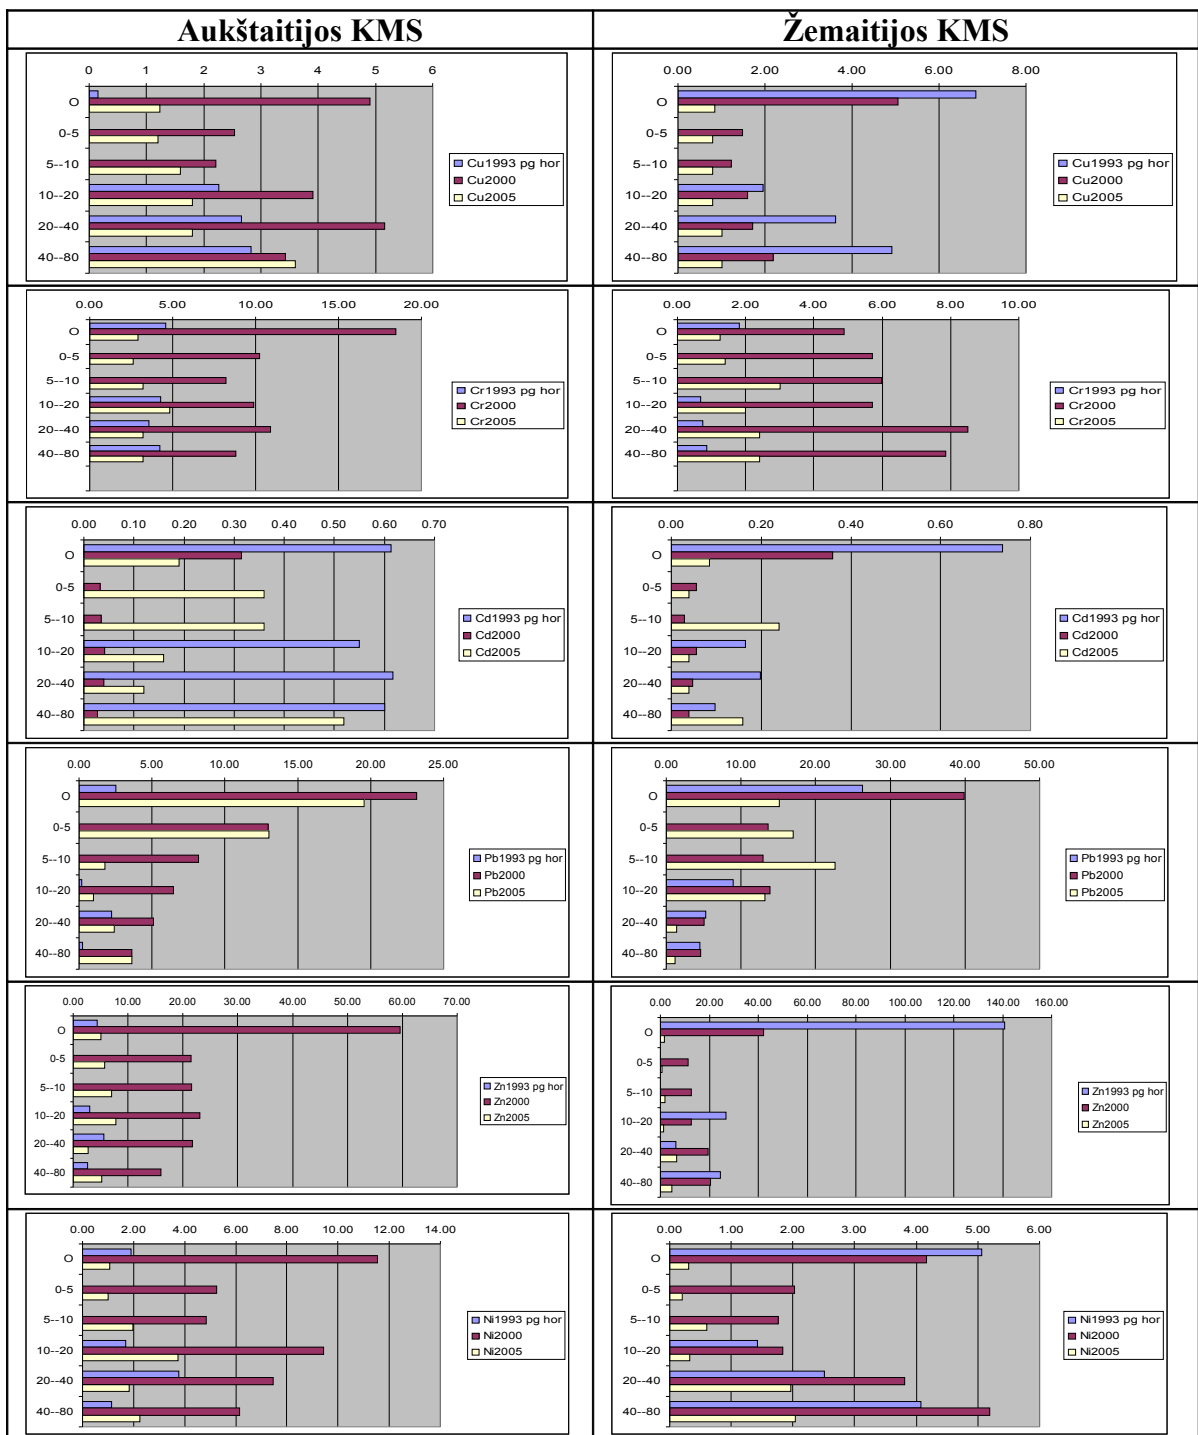 Aukštaitijos KMS
Žemaitijos KMS
0 1 2 3 4 5 6
O
0-5
5--10
10--20
20--40
40--80
Cu1993 pg hor
Cu2000
Cu2005
0.00 2.00 4.00 6.00 8.00
O
0-5
5--10
10--20
20--40
40--80
Cu1993 pg hor
Cu2000
Cu2005
0.00 5.00 10.00 15.00 20.00
O
0-5
5--10
10--20
20--40
40--80
Cr1993 pg hor
Cr2000
Cr2005
0.00 2.00 4.00 6.00 8.00 10.00
O
0-5
5--10
10--20
20--40
40--80
Cr1993 pg hor
Cr2000
Cr2005
0.00 0.10 0.20 0.30 0.40 0.50 0.60 0.70
O
0-5
5--10
10--20
20--40
40--80
Cd1993 pg hor
Cd2000
Cd2005
0.00 0.20 0.40 0.60 0.80
O
0-5
5--10
10--20
20--40
40--80
Cd1993 pg hor
Cd2000
Cd2005
0.00 5.00 10.00 15.00 20.00 25.00
O
0-5
5--10
10--20
20--40
40--80
Pb1993 pg hor
Pb2000
Pb2005
0.00 10.00 20.00 30.00 40.00 50.00
O
0-5
5--10
10--20
20--40
40--80
Pb1993 pg hor
Pb2000
Pb2005
0.00 10.00 20.00 30.00 40.00 50.00 60.00 70.00
O
0-5
5--10
10--20
20--40
40--80
Zn1993 pg hor
Zn2000
Zn2005
0.00 20.00 40.00 60.00 80.00 100.00 120.00 140.00 160.00
O
0-5
5--10
10--20
20--40
40--80
Zn1993 pg hor
Zn2000
Zn2005
0.00 2.00 4.00 6.00 8.00 10.00 12.00 14.00
O
0-5
5--10
10--20
20--40
40--80
Ni1993 pg hor
Ni2000
Ni2005
0.00 1.00 2.00 3.00 4.00 5.00 6.00
O
0-5
5--10
10--20
20--40
40--80
Ni1993 pg hor
Ni2000
Ni2005